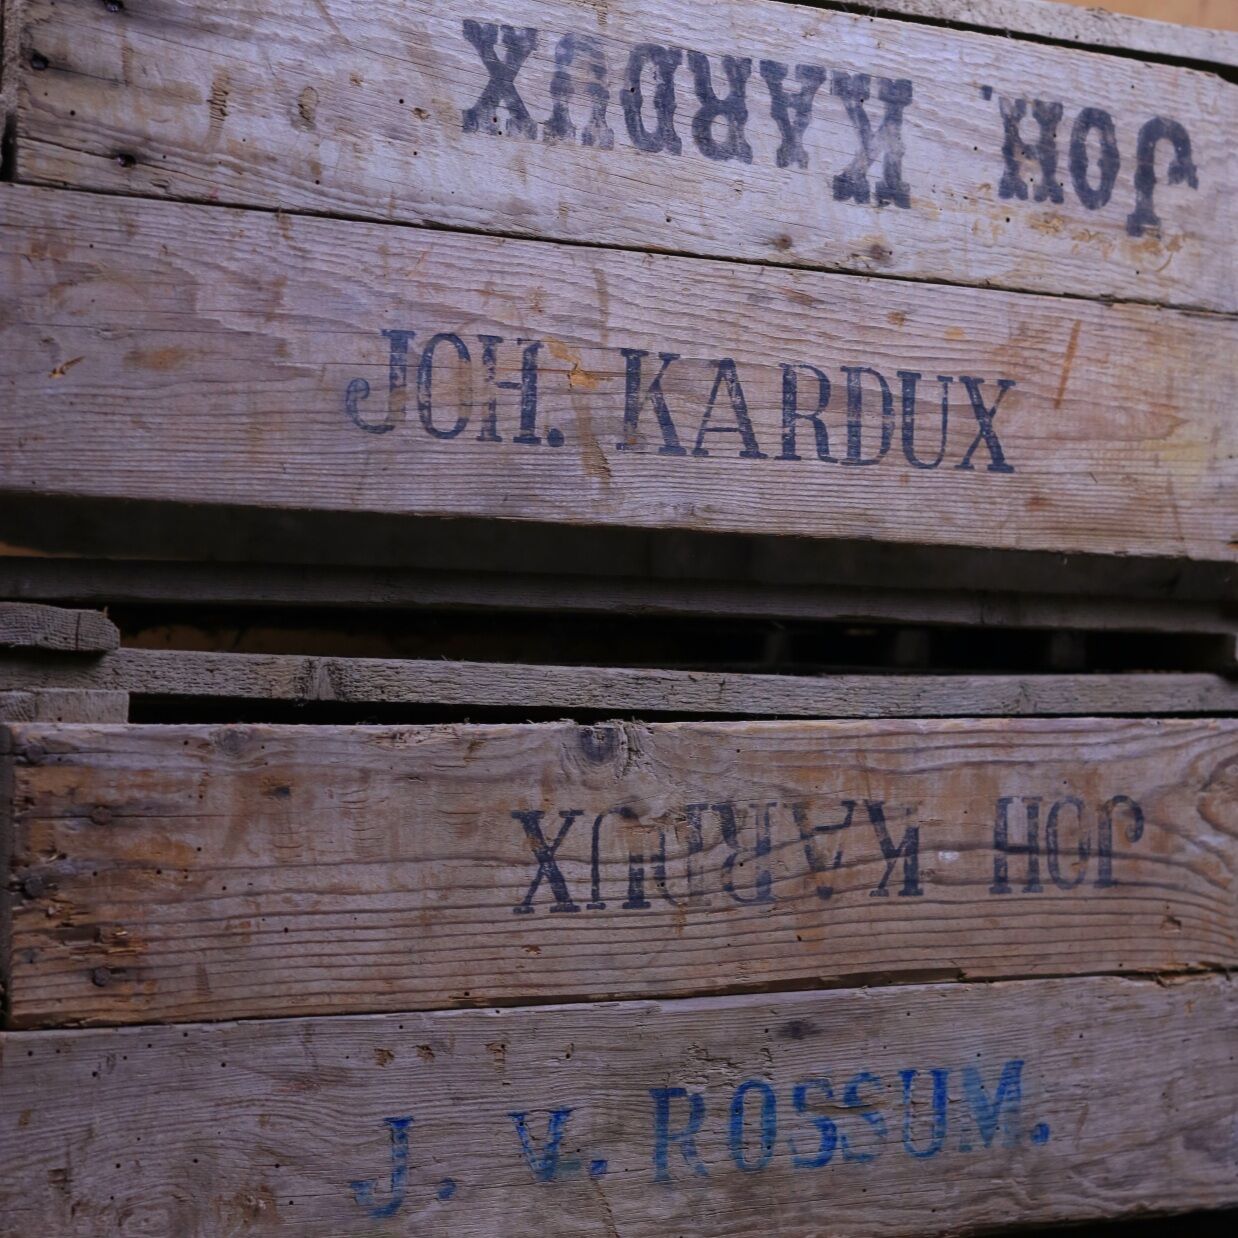 JOH. KARDUX
JOH. KARDUX
JOH KARDUX
J. V. ROSSUM.